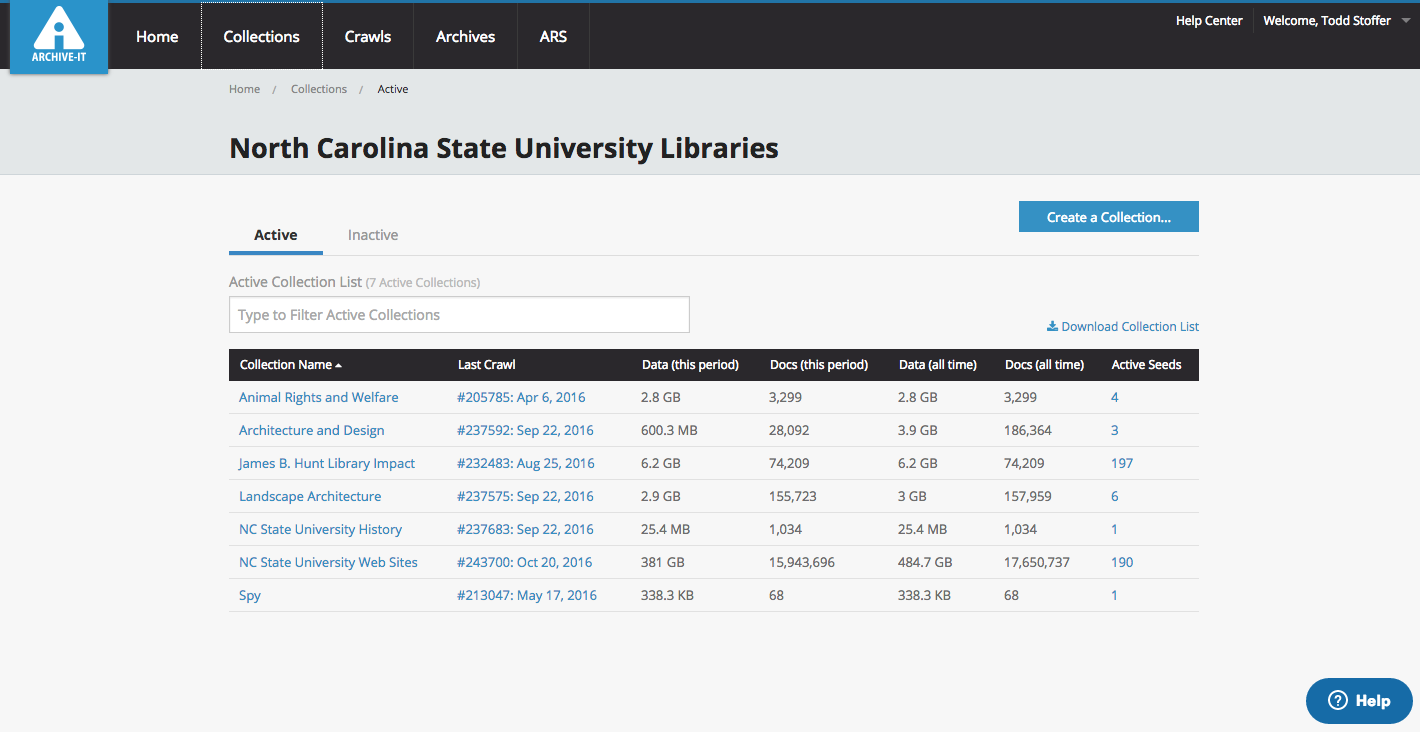 ARCHIVE-IT
Home Collections Crawls Archives ARS Help Center Welcome, Todd Stoffer
Home / Collections / Active
North Carolina State University Libraries
Create a Collection...
Active Inactive
Active Collection List (7 Active Collections)
Type to Filter Active Collections
Download Collection List
Collection Name Last Crawl Data (this period) Docs (this period) Data (all time) Docs (all time) Active Seeds
Animal Rights and Welfare #205785: Apr 6, 2016 2.8 GB 3,299 2.8 GB 3,299 4
Architecture and Design #237592: Sep 22, 2016 600.3 MB 28,092 3.9 GB 186,364 3
James B. Hunt Library Impact #232483: Aug 25, 2016 6.2 GB 74,209 6.2 GB 74,209 197
Landscape Architecture #237575: Sep 22, 2016 2.9 GB 155,723 3 GB 157,959 6
NC State University History #237683: Sep 22, 2016 25.4 MB 1,034 25.4 MB 1,034 1
NC State University Web Sites #243700: Oct 20, 2016 381 GB 15,943,696 484.7 GB 17,650,737 190
Spy #213047: May 17, 2016 338.3 KB 68 338.3 KB 68 1
? Help